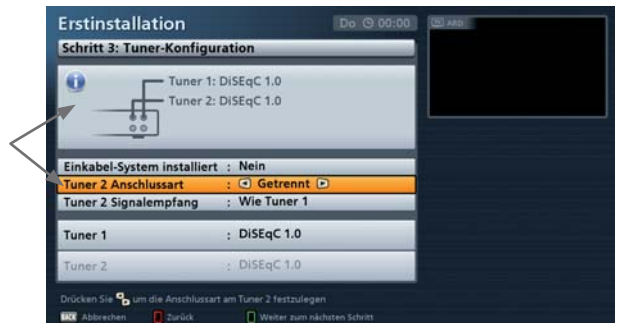 Erstinstallation
Do 00:00
ARD
Schritt 3: Tuner-Konfiguration
Tuner 1: DiSEqC 1.0
Tuner 2: DiSEqC 1.0
Einkabel-System installiert : Nein
Tuner 2 Anschlussart : Getrennt
Tuner 2 Signalempfang : Wie Tuner 1
Tuner 1 : DiSEqC 1.0
Tuner 2 : DiSEqC 1.0
Drücken Sie um die Anschlussart am Tuner 2 festzulegen
BACK Abbrechen Zurück Weiter zum nächsten Schritt